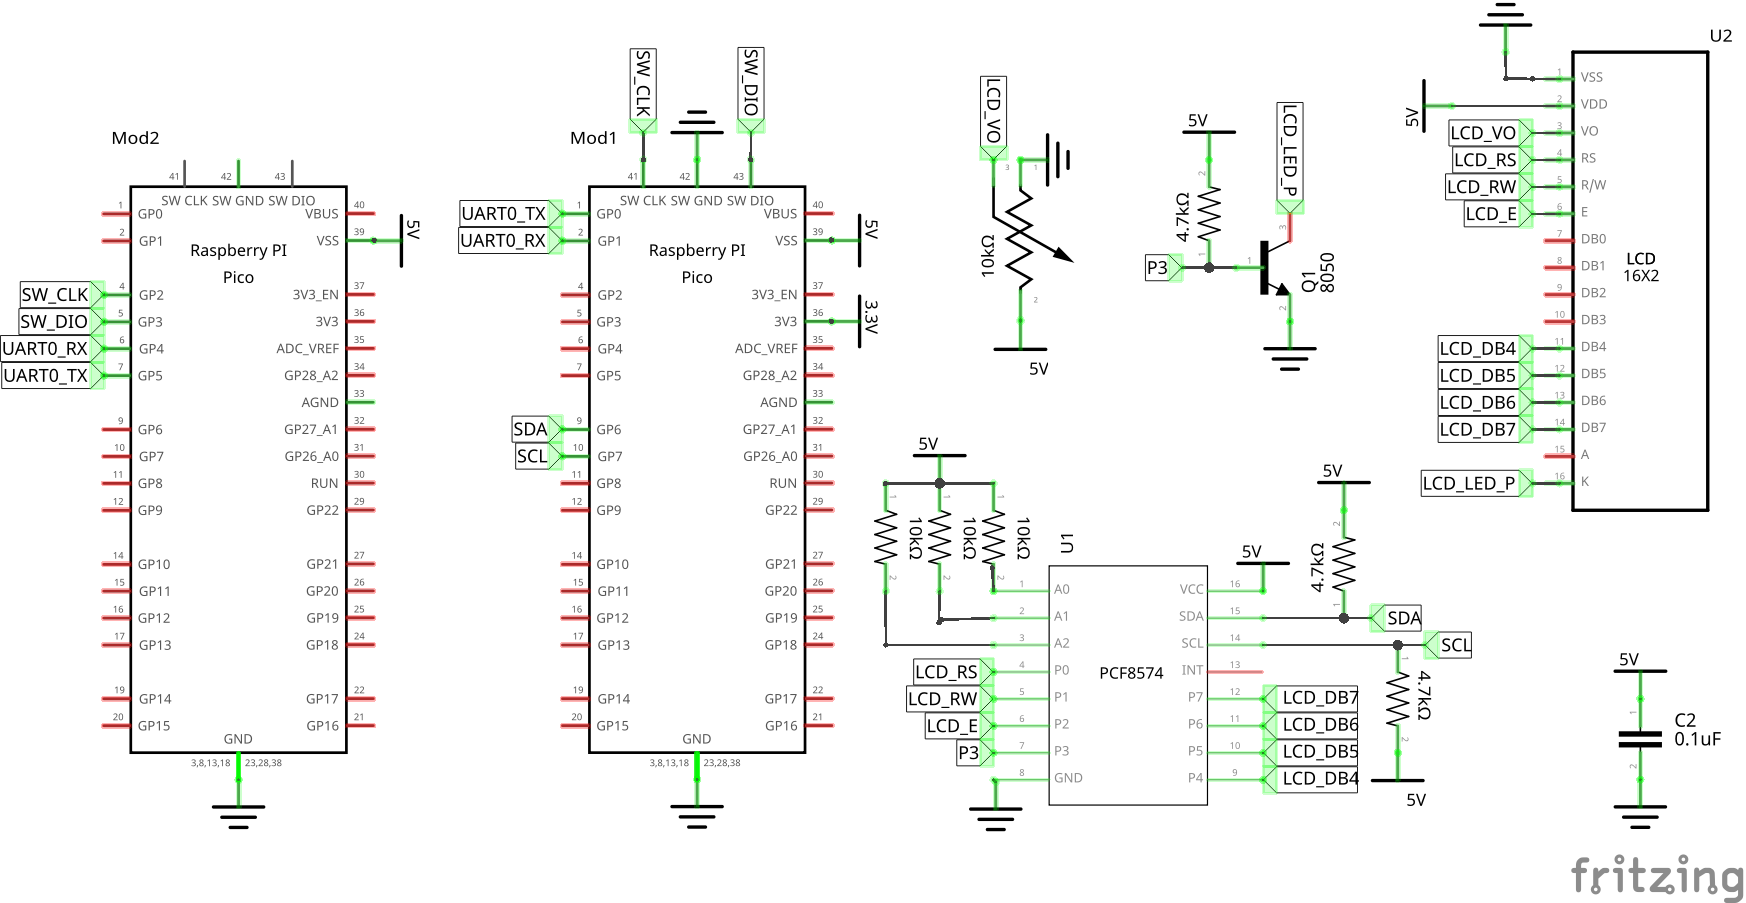 Mod2
41
42
43
SW CLK SW GND SW DIO
1 GP0
2 GP1
Raspberry PI
Pico
SW_CLK 4 GP2
SW_DIO 5 GP3
UART0_RX 6 GP4
UART0_TX 7 GP5
9 GP6
10 GP7
11 GP8
12 GP9
14 GP10
15 GP11
16 GP12
17 GP13
19 GP14
20 GP15
VBUS 40
VSS 39 5V
3V3_EN 37
3V3 36
ADC_VREF 35
GP28_A2 34
AGND 33
GP27_A1 32
GP26_A0 31
RUN 30
GP22 29
GP21 27
GP20 26
GP19 25
GP18 24
GP17 22
GP16 21
GND
3,8,13,18 23,28,38
Mod1
SW_CLK
SW_DIO
41
42
43
SW CLK SW GND SW DIO
UART0_TX 1 GP0
UART0_RX 2 GP1
Raspberry PI
Pico
4 GP2
5 GP3
6 GP4
7 GP5
SDA 9 GP6
SCL 10 GP7
11 GP8
12 GP9
14 GP10
15 GP11
16 GP12
17 GP13
19 GP14
20 GP15
VBUS 40
VSS 39 5V
3V3_EN 37
3V3 36 3.3V
ADC_VREF 35
GP28_A2 34
AGND 33
GP27_A1 32
GP26_A0 31
RUN 30
GP22 29
GP21 27
GP20 26
GP19 25
GP18 24
GP17 22
GP16 21
GND
3,8,13,18 23,28,38
LCD_VO
3
1
10kΩ
2
5V
5V
2
4.7kΩ
1
P3
1
LCD_LED_P
3
2
Q1
8050
U2
5V
1 VSS
2 VDD
LCD_VO 3 VO
LCD_RS 4 RS
LCD_RW 5 R/W
LCD_E 6 E
7 DB0
8 DB1
9 DB2
10 DB3
LCD_DB4 11 DB4
LCD_DB5 12 DB5
LCD_DB6 13 DB6
LCD_DB7 14 DB7
15 A
LCD_LED_P 16 K
LCD
16X2
5V
1
1
1
10kΩ
10kΩ
10kΩ
2
2
2
U1
1 A0
2 A1
3 A2
LCD_RS 4 P0
LCD_RW 5 P1
LCD_E 6 P2
P3 7 P3
8 GND
PCF8574
5V
VCC 16
SDA 15
SCL 14
INT 13
P7 12 LCD_DB7
P6 11 LCD_DB6
P5 10 LCD_DB5
P4 9 LCD_DB4
5V
2
4.7kΩ
1
SDA
SCL
1
4.7kΩ
2
5V
5V
1
C2
0.1uF
2
fritzing